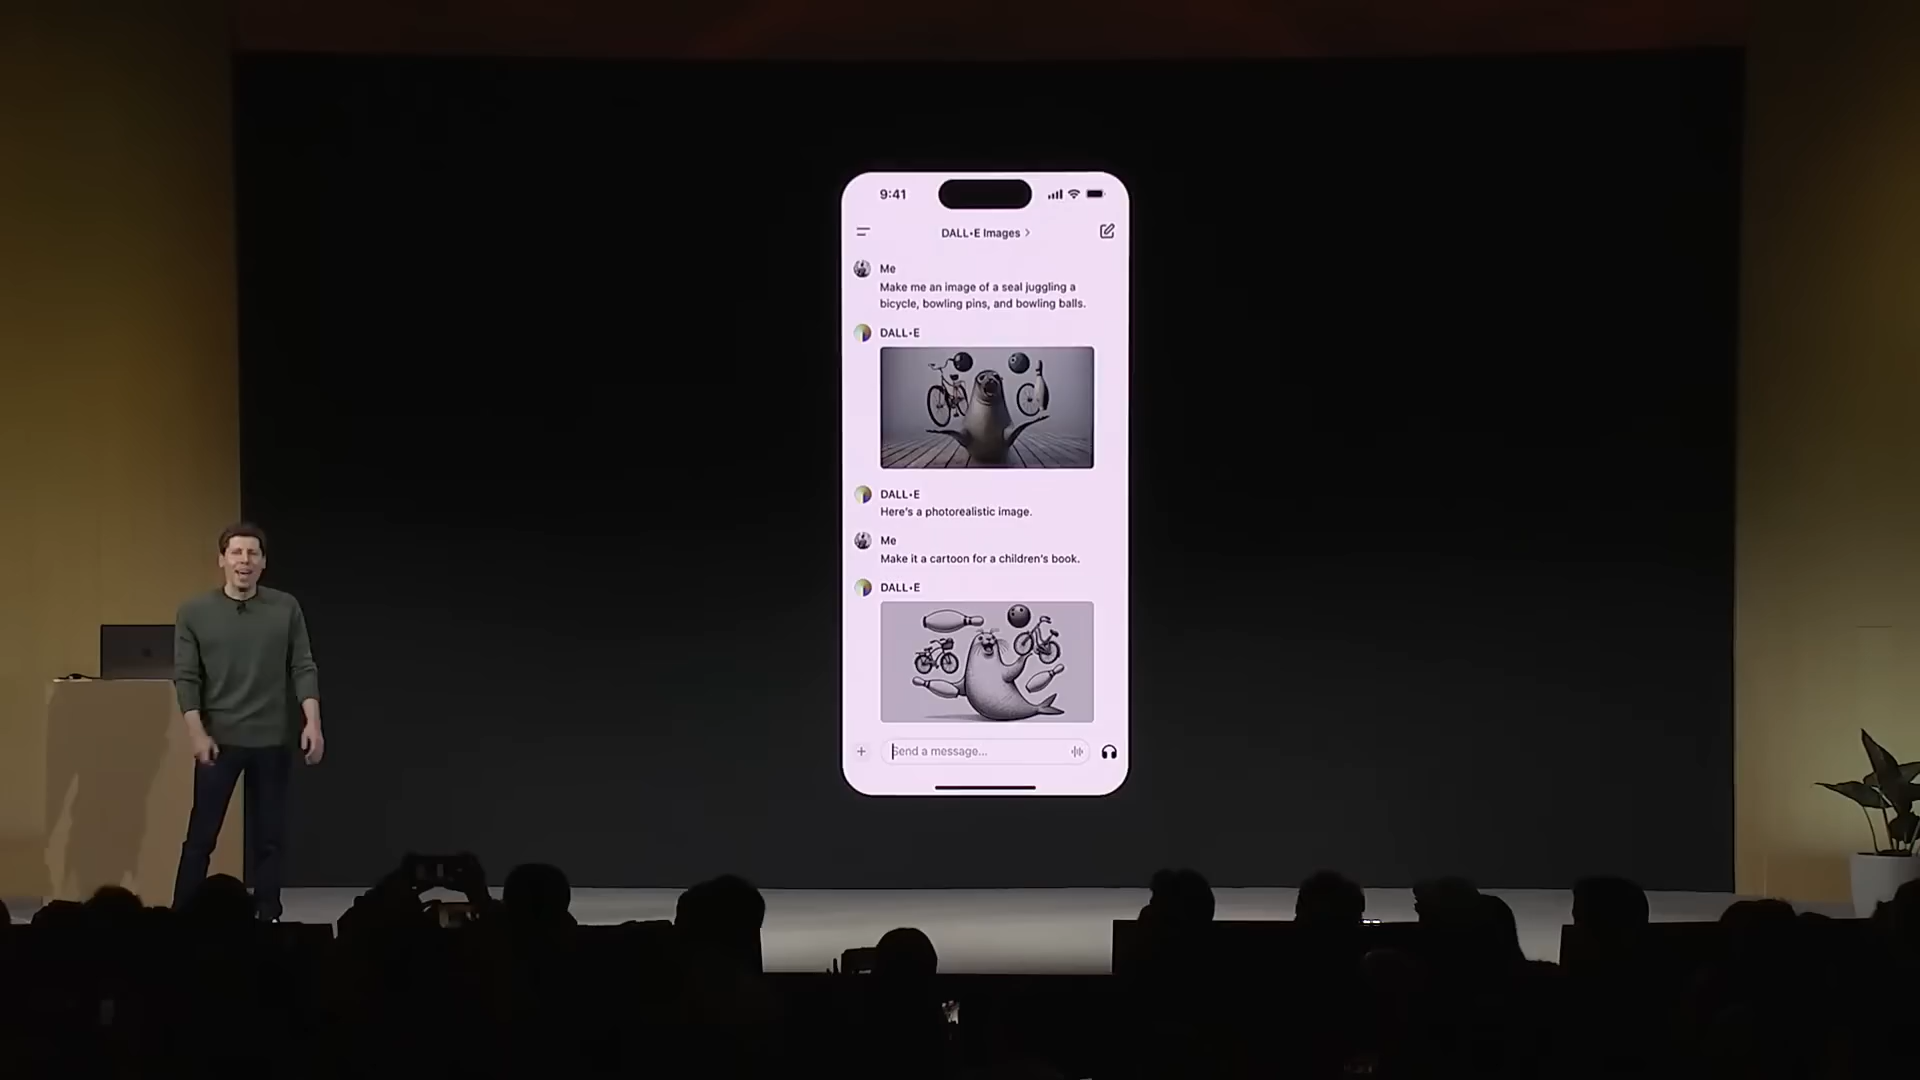 9:41
DALL·E Images >
Me
Make me an image of a seal juggling a
bicycle, bowling pins, and bowling balls.
DALL·E
DALL·E
Here's a photorealistic image.
Me
Make it a cartoon for a children's book.
DALL·E
Send a message...